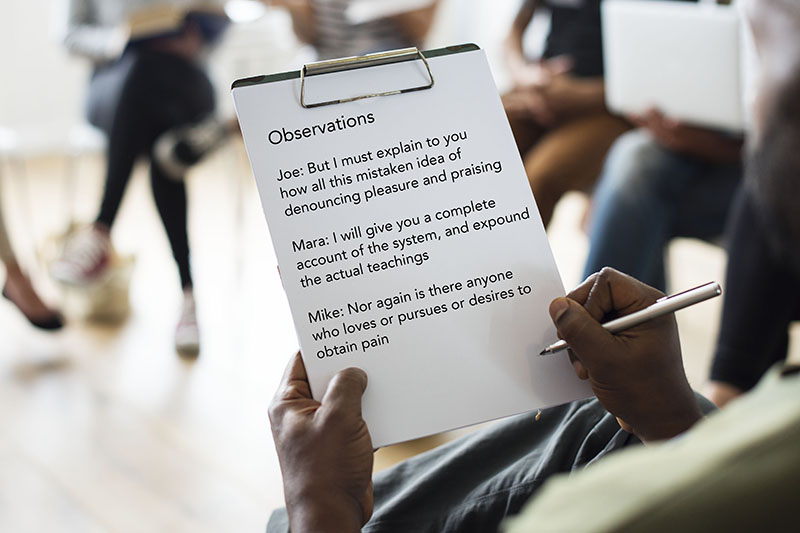 Observations
Joe: But I must explain to you
how all this mistaken idea of
denouncing pleasure and praising
Mara: I will give you a complete
account of the system, and expound
the actual teachings
Mike: Nor again is there anyone
who loves or pursues or desires to
obtain pain